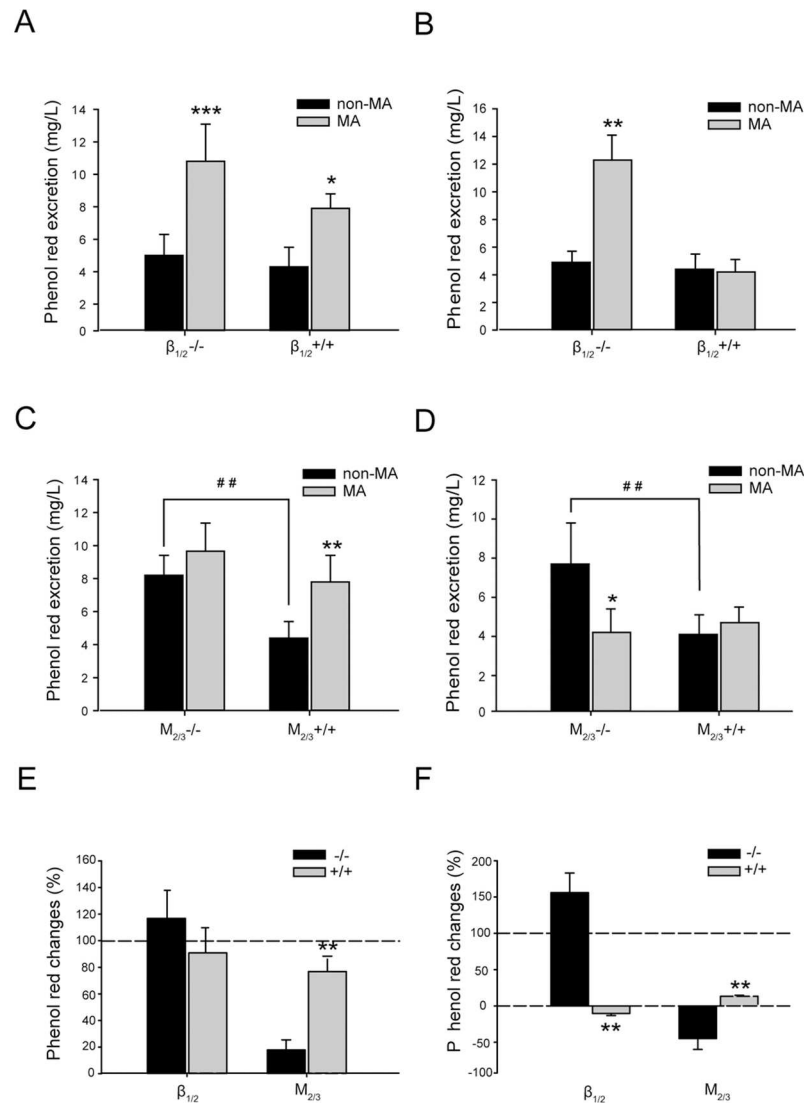 A
Phenol red excretion (mg/L)
14
12
10
8
6
4
2
0
non-MA
MA
***
*
β1/2-/-
β1/2+/+
B
Phenol red excretion (mg/L)
16
14
12
10
8
6
4
2
0
non-MA
MA
**
β1/2-/-
β1/2+/+
C
Phenol red excretion (mg/L)
14
12
10
8
6
4
2
0
non-MA
MA
# #
**
M2/3-/-
M2/3+/+
D
Phenol red excretion (mg/L)
12
10
8
6
4
2
0
non-MA
MA
# #
*
M2/3-/-
M2/3+/+
E
Phenol red changes (%)
160
140
120
100
80
60
40
20
0
-/-
+/+
**
β1/2
M2/3
F
P henol red changes (%)
200
150
100
50
0
-50
-100
-/-
+/+
**
**
β1/2
M2/3